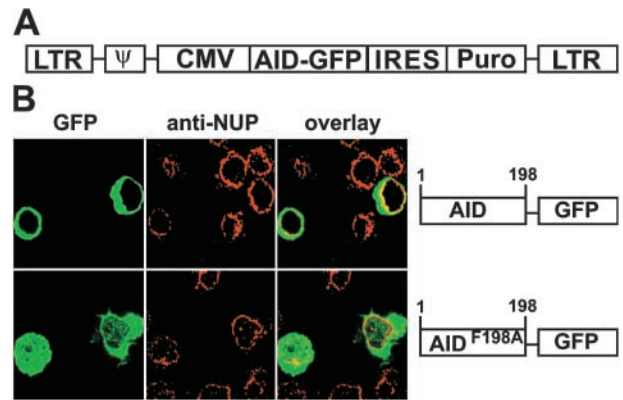 A
LTR Ψ CMV AID-GFP IRES Puro LTR
B
GFP anti-NUP overlay
1 198
AID GFP
1 198
AID F198A GFP